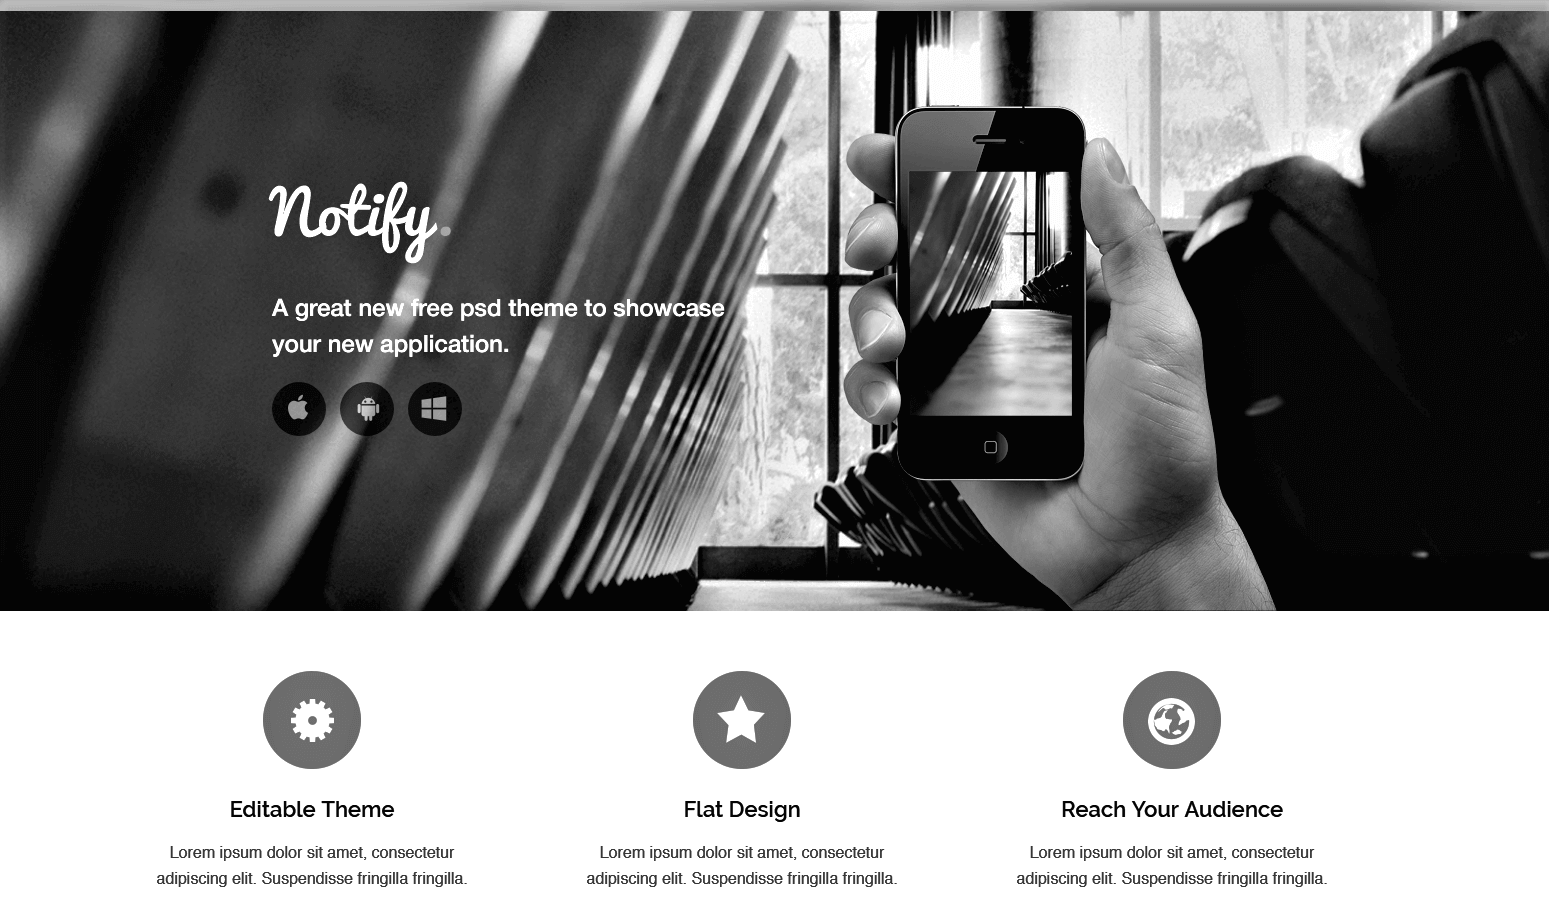 Notify.
A great new free psd theme to showcase
your new application.
Editable Theme
Lorem ipsum dolor sit amet, consectetur
adipiscing elit. Suspendisse fringilla fringilla.
Flat Design
Lorem ipsum dolor sit amet, consectetur
adipiscing elit. Suspendisse fringilla fringilla.
Reach Your Audience
Lorem ipsum dolor sit amet, consectetur
adipiscing elit. Suspendisse fringilla fringilla.